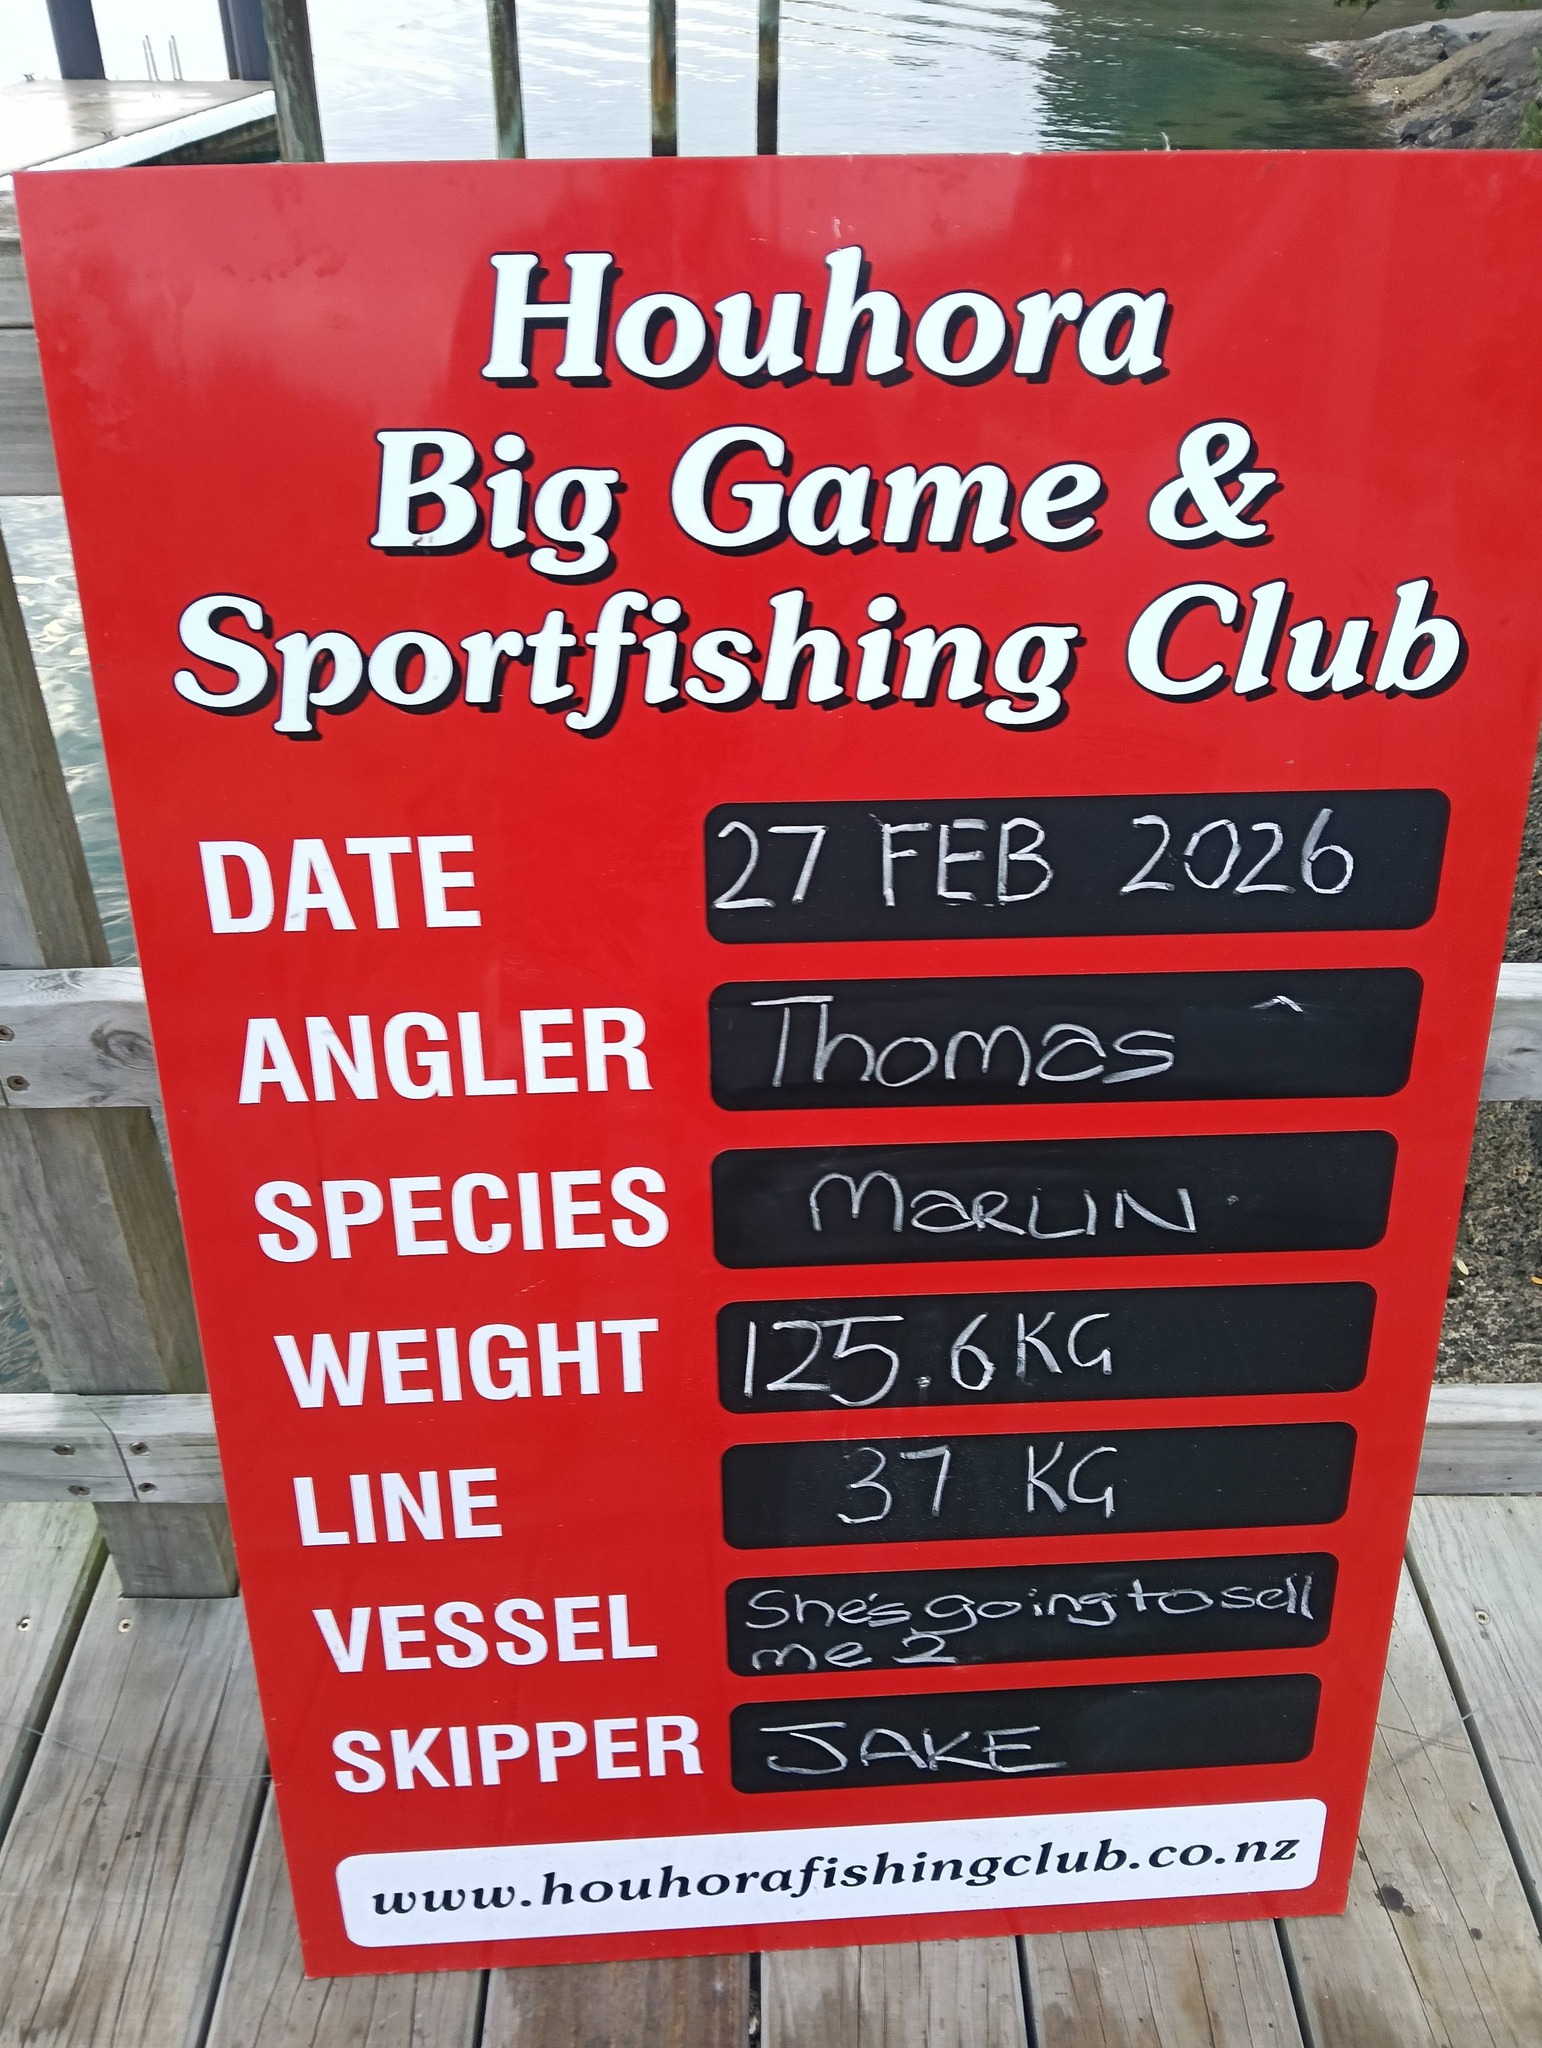 Houhora
Big Game &
Sportfishing Club
DATE 27 FEB 2026
ANGLER Thomas
SPECIES MaRLIN
WEIGHT 125.6KG
LINE 37 KG
VESSEL She's going to sell
me 2
SKIPPER JAKE
www.houhorafishingclub.co.nz